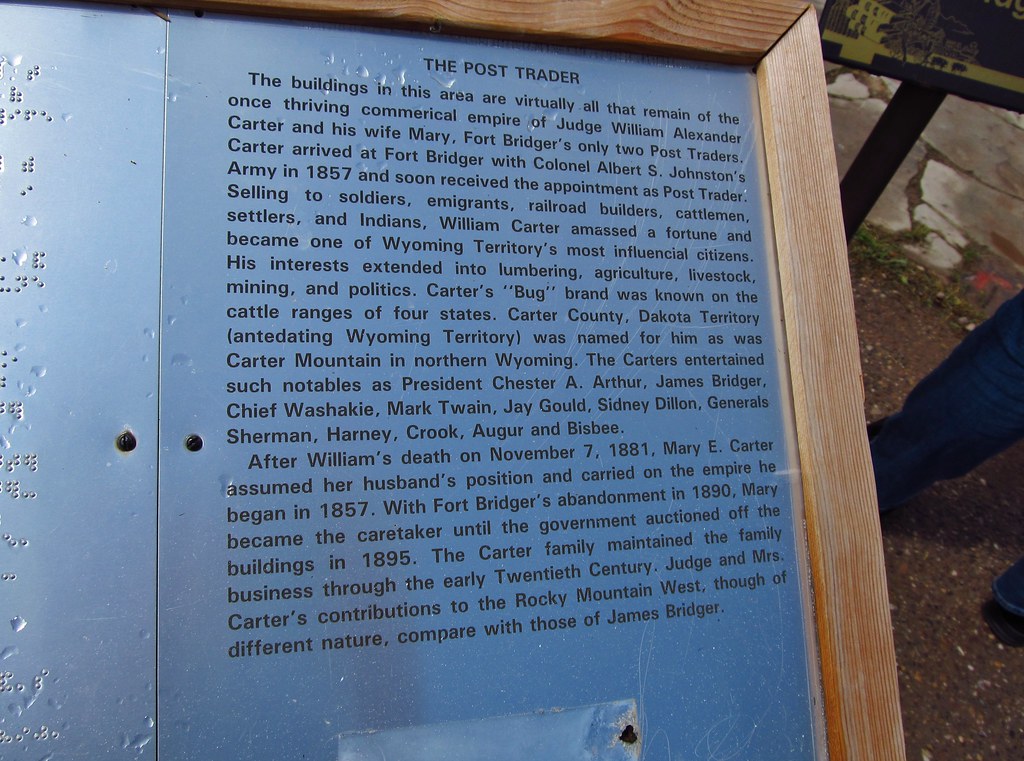 THE POST TRADER
The buildings in this area are virtually all that remain of the
once thriving commerical empire of Judge William Alexander
Carter and his wife Mary, Fort Bridger's only two Post Traders.
Carter arrived at Fort Bridger with Colonel Albert S. Johnston's
Army in 1857 and soon received the appointment as Post Trader.
Selling to soldiers, emigrants, railroad builders, cattlemen,
settlers, and Indians, William Carter amassed a fortune and
became one of Wyoming Territory's most influencial citizens.
His interests extended into lumbering, agriculture, livestock,
mining, and politics. Carter's "Bug" brand was known on the
cattle ranges of four states. Carter County, Dakota Territory
(antedating Wyoming Territory) was named for him as was
Carter Mountain in northern Wyoming. The Carters entertained
such notables as President Chester A. Arthur, James Bridger,
Chief Washakie, Mark Twain, Jay Gould, Sidney Dillon, Generals
Sherman, Harney, Crook, Augur and Bisbee.
After William's death on November 7, 1881, Mary E. Carter
assumed her husband's position and carried on the empire he
began in 1857. With Fort Bridger's abandonment in 1890, Mary
became the caretaker until the government auctioned off the
buildings in 1895. The Carter family maintained the family
business through the early Twentieth Century. Judge and Mrs.
Carter's contributions to the Rocky Mountain West, though of
different nature, compare with those of James Bridger.